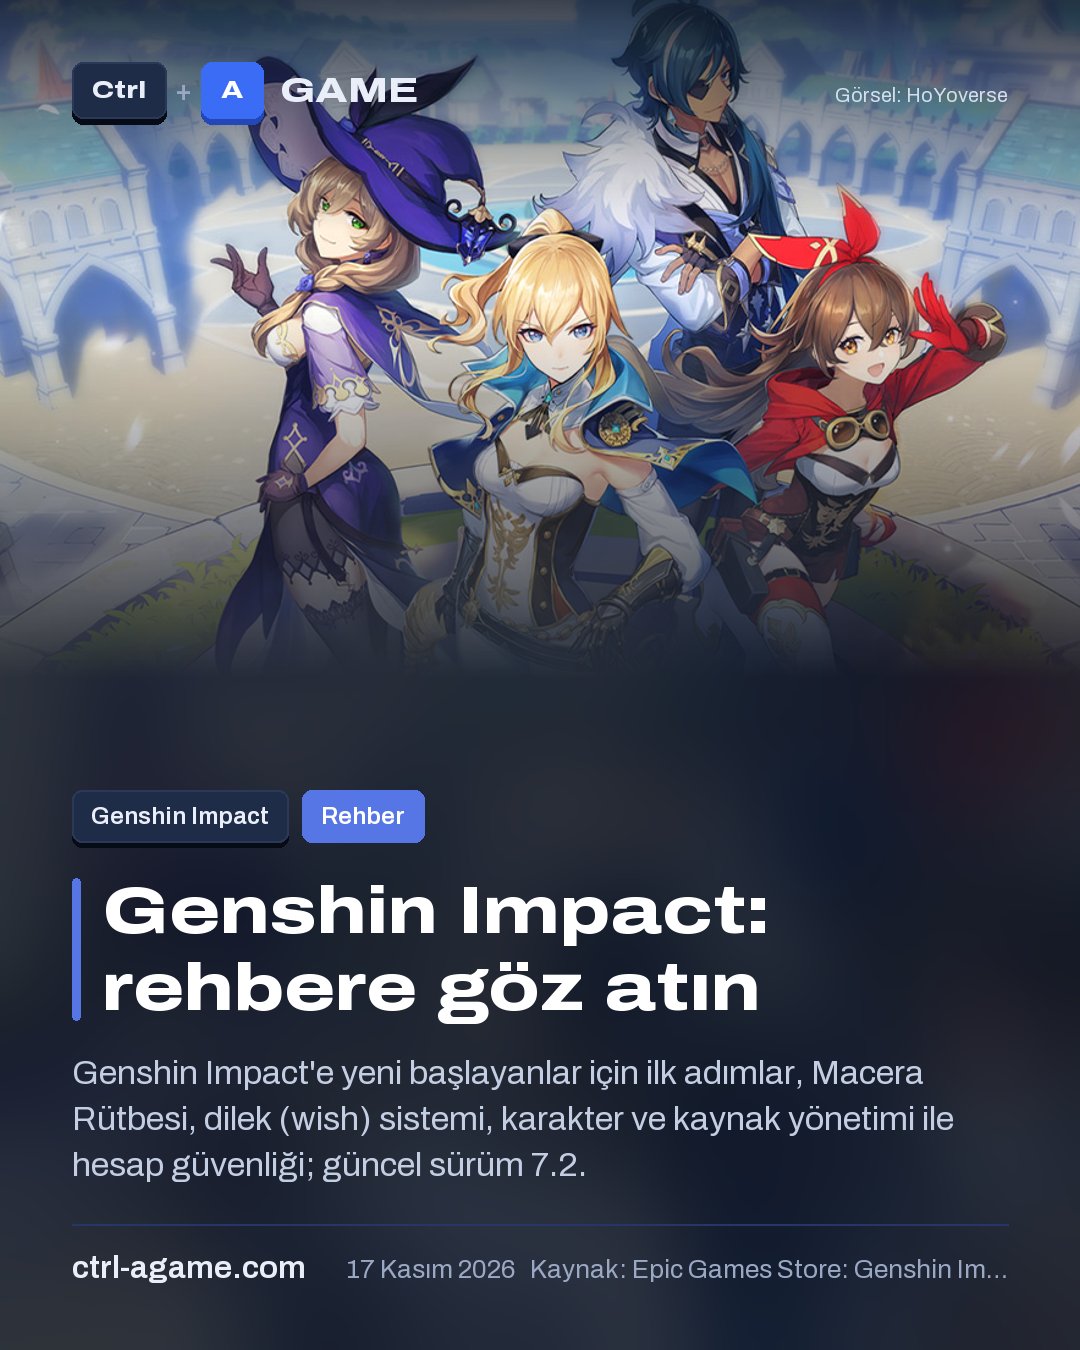 Ctrl + A GAME
Görsel: HoYoverse
Genshin Impact
Rehber
Genshin Impact:
rehbere göz atın
Genshin Impact'e yeni başlayanlar için ilk adımlar, Macera
Rütbesi, dilek (wish) sistemi, karakter ve kaynak yönetimi ile
hesap güvenliği; güncel sürüm 7.2.
ctrl-agame.com
17 Kasım 2026 Kaynak: Epic Games Store: Genshin Im...